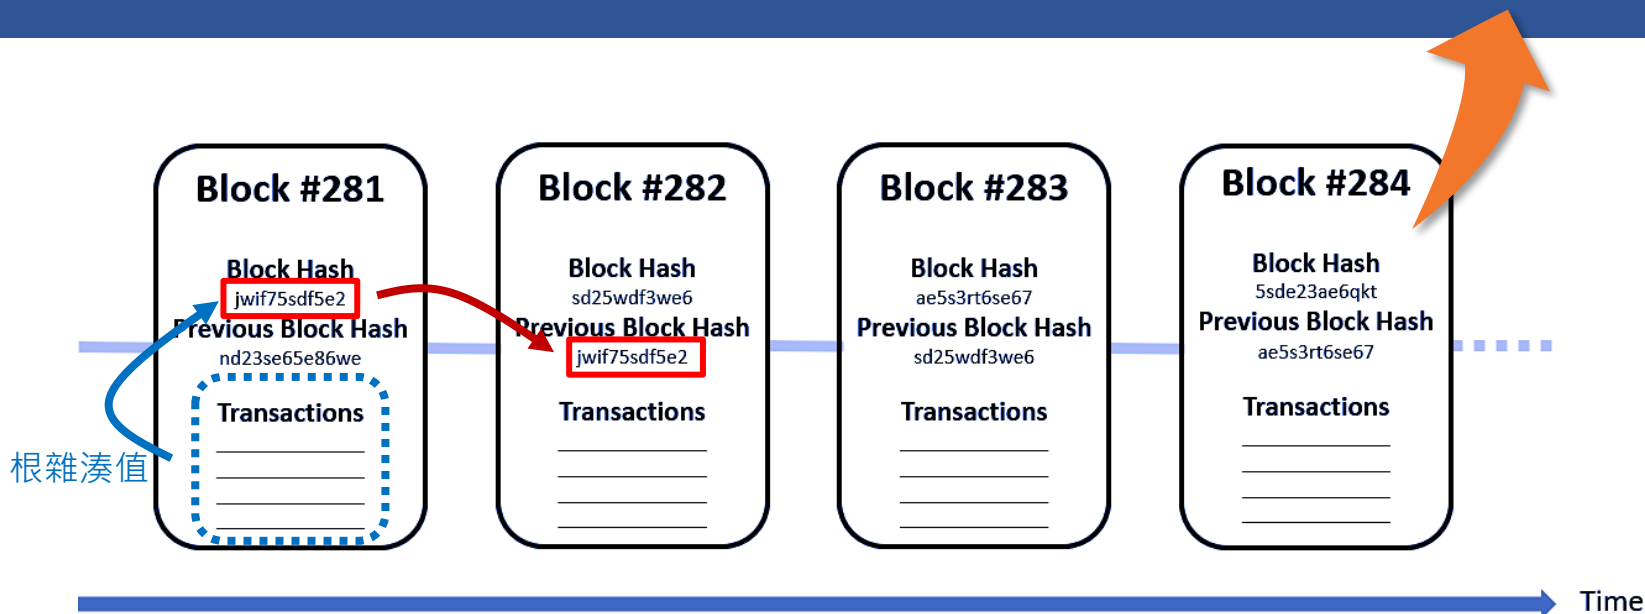 Block #281
Block Hash
jwif75sdf5e2
Previous Block Hash
nd23se65e86we
Transactions
根雜湊值
Block #282
Block Hash
sd25wdf3we6
Previous Block Hash
jwif75sdf5e2
Transactions
Block #283
Block Hash
ae5s3rt6se67
Previous Block Hash
sd25wdf3we6
Transactions
Block #284
Block Hash
5sde23ae6qkt
Previous Block Hash
ae5s3rt6se67
Transactions
Time